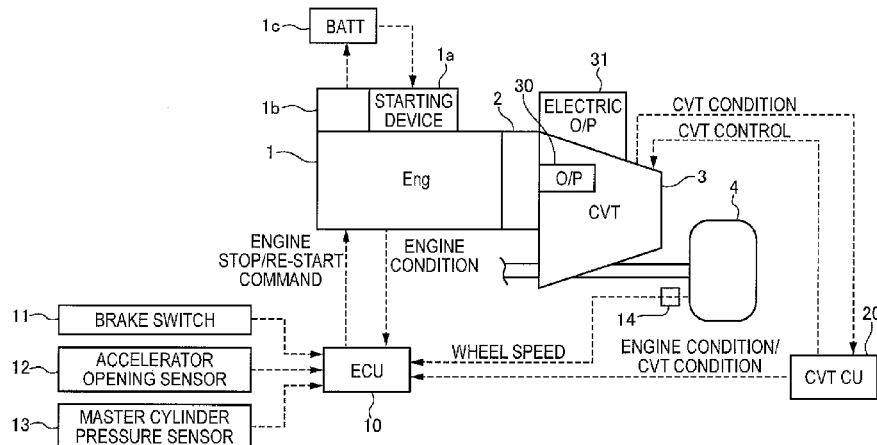 1c
BATT
1a
31
30
2
1b
STARTING
DEVICE
ELECTRIC
O/P
CVT CONDITION
CVT CONTROL
1
Eng
O/P
CVT
3
4
ENGINE
STOP/RE-START
COMMAND
ENGINE
CONDITION
11
BRAKE SWITCH
14
20
12
ACCELERATOR
OPENING SENSOR
ECU
WHEEL SPEED
ENGINE CONDITION/
CVT CONDITION
CVT CU
13
MASTER CYLINDER
PRESSURE SENSOR
10